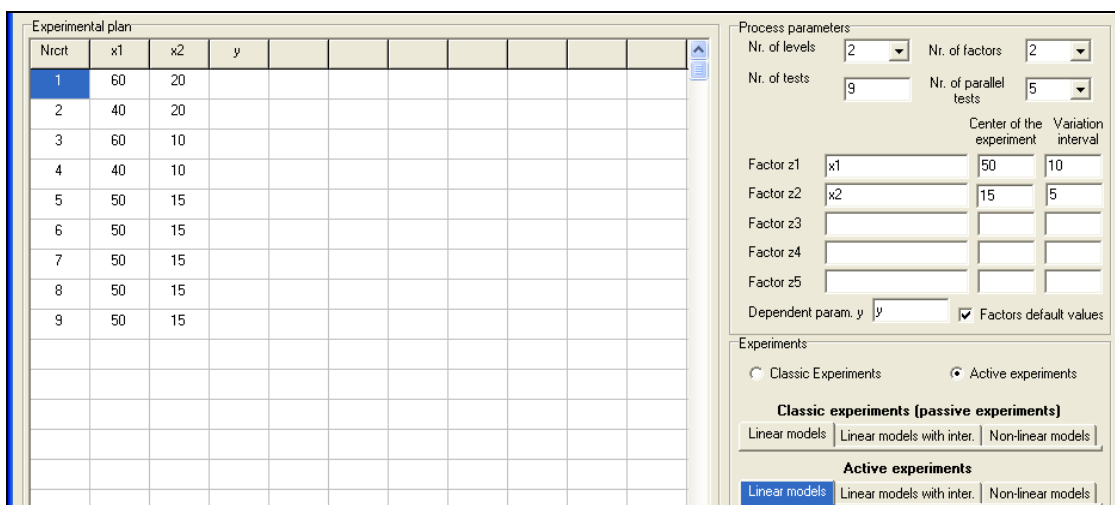 Experimental plan
Nrcrt x1 x2 y
1 60 20
2 40 20
3 60 10
4 40 10
5 50 15
6 50 15
7 50 15
8 50 15
9 50 15
Process parameters
Nr. of levels 2 Nr. of factors 2
Nr. of tests 9 Nr. of parallel tests 5
Center of the experiment Variation interval
Factor z1 x1 50 10
Factor z2 x2 15 5
Factor z3
Factor z4
Factor z5
Dependent param. y y Factors default values
Experiments
Classic Experiments Active experiments
Classic experiments (passive experiments)
Linear models Linear models with inter. Non-linear models
Active experiments
Linear models Linear models with inter. Non-linear models